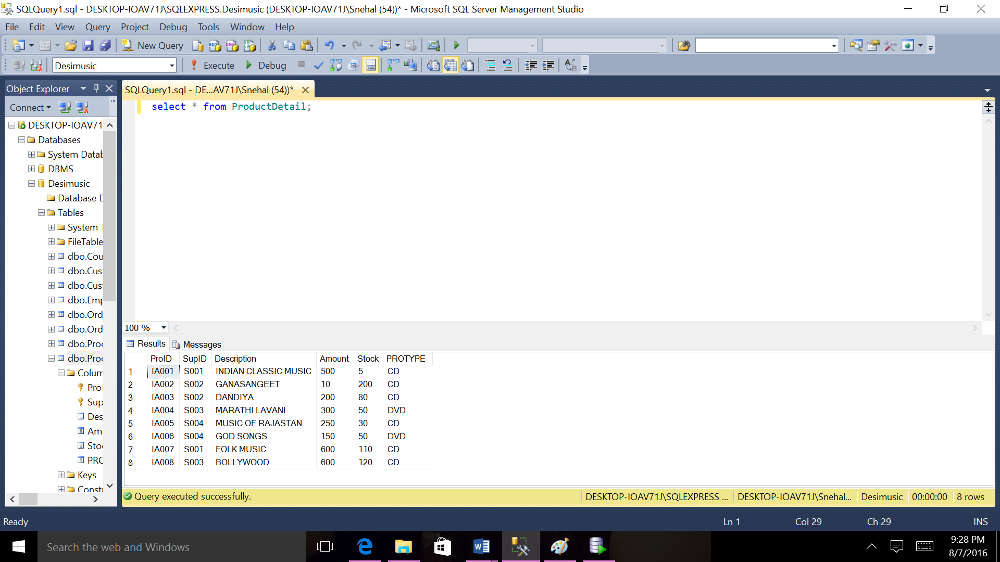 SQLQuery1.sql - DESKTOP-IOAV71J\SQLEXPRESS.Desimusic (DESKTOP-IOAV71J\Snehal (54))* - Microsoft SQL Server Management Studio
File Edit View Query Project Debug Tools Window Help
New Query
Desimusic Execute Debug
Object Explorer
SQLQuery1.sql - DE...AV71J\Snehal (54))*
Connect
select * from ProductDetail;
DESKTOP-IOAV71
Databases
System Datab
DBMS
Desimusic
Database D
Tables
System T
FileTable
dbo.Cou
dbo.Cus
dbo.Cus
dbo.Emp
dbo.Ord
dbo.Ord
dbo.Proc
dbo.Proc
Colum
Pro
Sup
Des
Am
Sto
PRO
Keys
Const
100 %
Results Messages
ProID SupID Description Amount Stock PROTYPE
1 IA001 S001 INDIAN CLASSIC MUSIC 500 5 CD
2 IA002 S002 GANASANGEET 10 200 CD
3 IA003 S002 DANDIYA 200 80 CD
4 IA004 S003 MARATHI LAVANI 300 50 DVD
5 IA005 S004 MUSIC OF RAJASTAN 250 30 CD
6 IA006 S004 GOD SONGS 150 50 DVD
7 IA007 S001 FOLK MUSIC 600 110 CD
8 IA008 S003 BOLLYWOOD 600 120 CD
Query executed successfully. DESKTOP-IOAV71J\SQLEXPRESS ... DESKTOP-IOAV71J\Snehal... Desimusic 00:00:00 8 rows
Ready Ln 1 Col 29 Ch 29 INS
Search the web and Windows
9:28 PM
8/7/2016